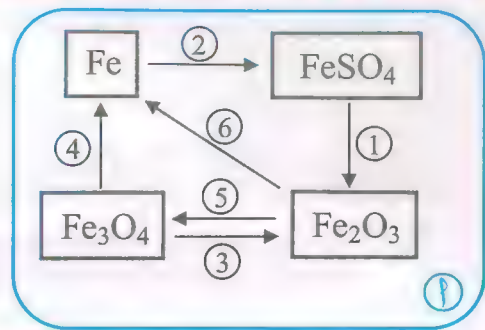 Fe ② FeSO₄
④ ⑥ ①
Fe₃O₄ ⑤ Fe₂O₃
③